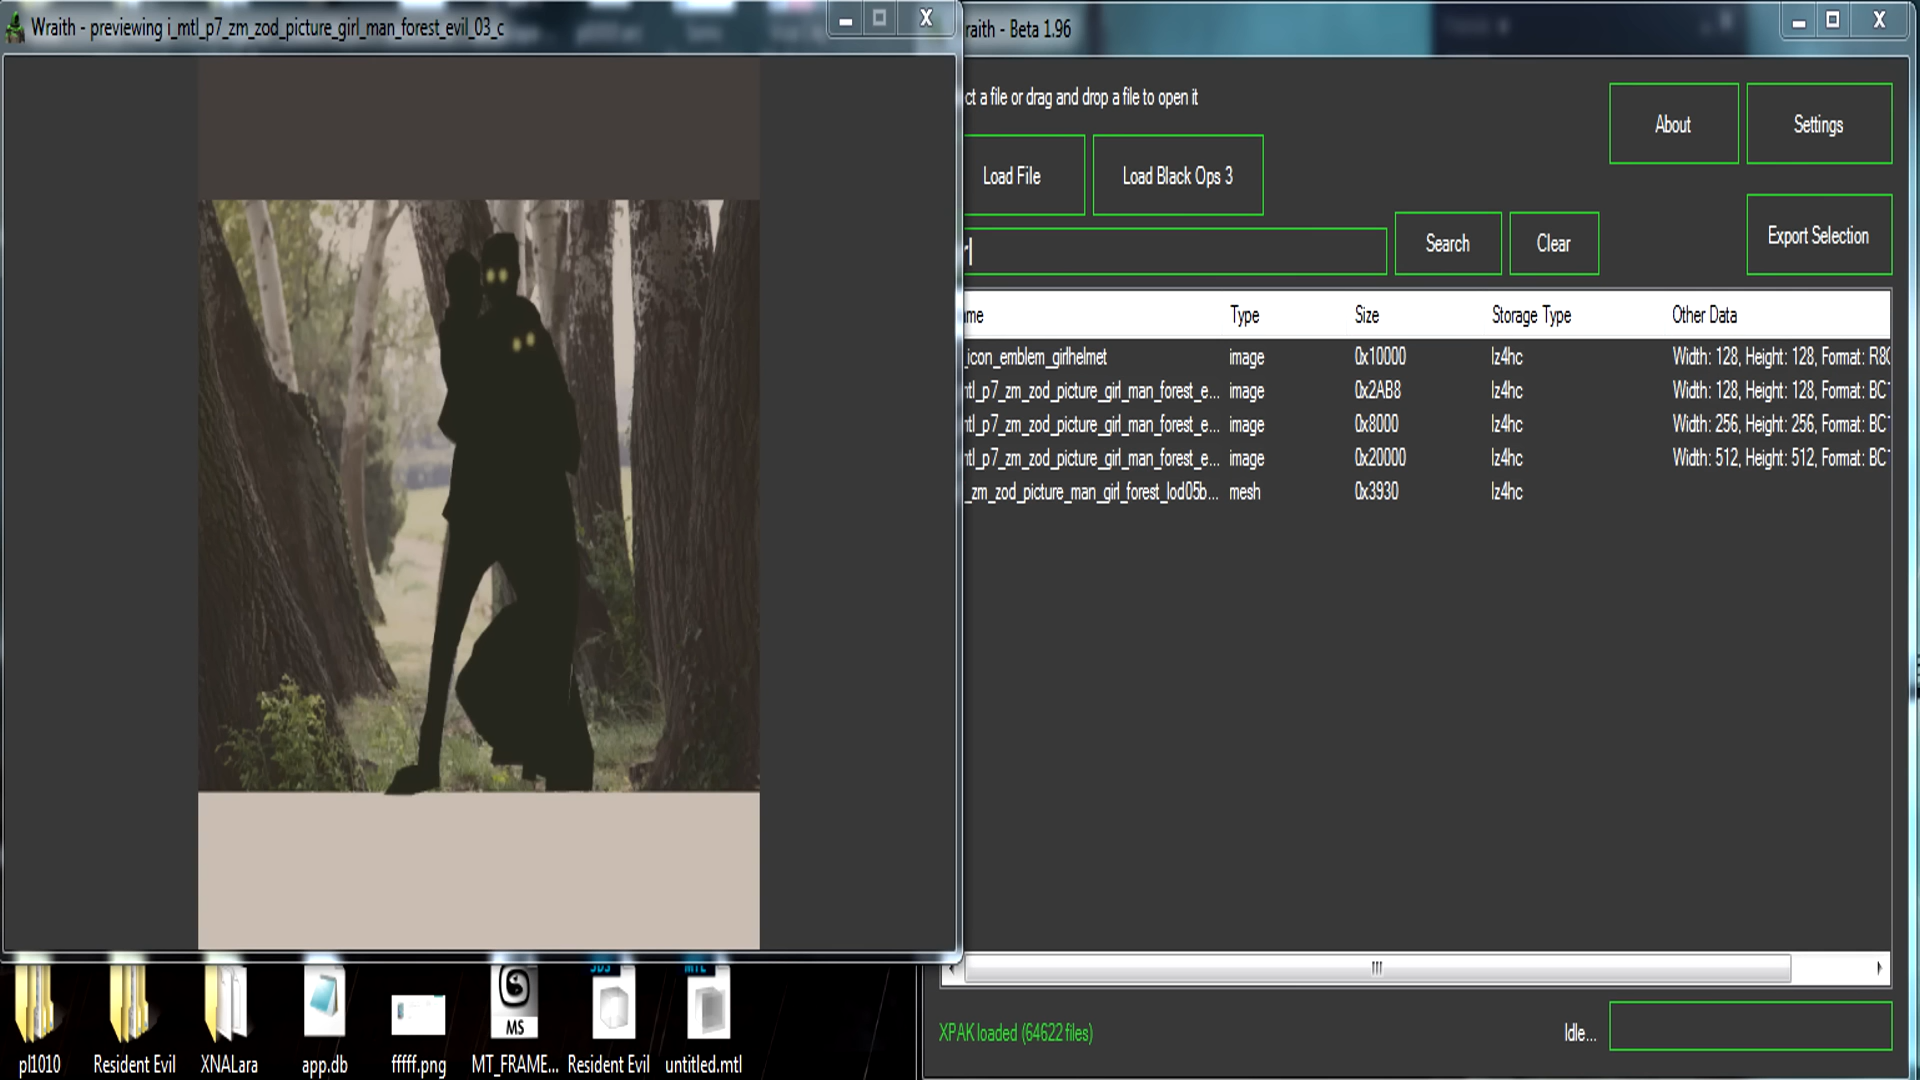 Wraith - previewing i_mtl_p7_zm_zod_picture_girl_man_forest_evil_03_c
raith - Beta 1.96
ct a file or drag and drop a file to open it
About
Settings
Load File
Load Black Ops 3
Search
Clear
Export Selection
me
Type
Size
Storage Type
Other Data
_icon_emblem_girlhelmet image 0x10000 lz4hc Width: 128, Height: 128, Format: R8
tl_p7_zm_zod_picture_girl_man_forest_e... image 0x2AB8 lz4hc Width: 128, Height: 128, Format: BC
tl_p7_zm_zod_picture_girl_man_forest_e... image 0x8000 lz4hc Width: 256, Height: 256, Format: BC
tl_p7_zm_zod_picture_girl_man_forest_e... image 0x20000 lz4hc Width: 512, Height: 512, Format: BC
_zm_zod_picture_man_girl_forest_lod05b... mesh 0x3930 lz4hc
XPAK loaded (64622 files)
Idle...
MS
pl1010
Resident Evil
XNALara
app.db
fffff.png
MT_FRAME...
Resident Evil
untitled.mtl